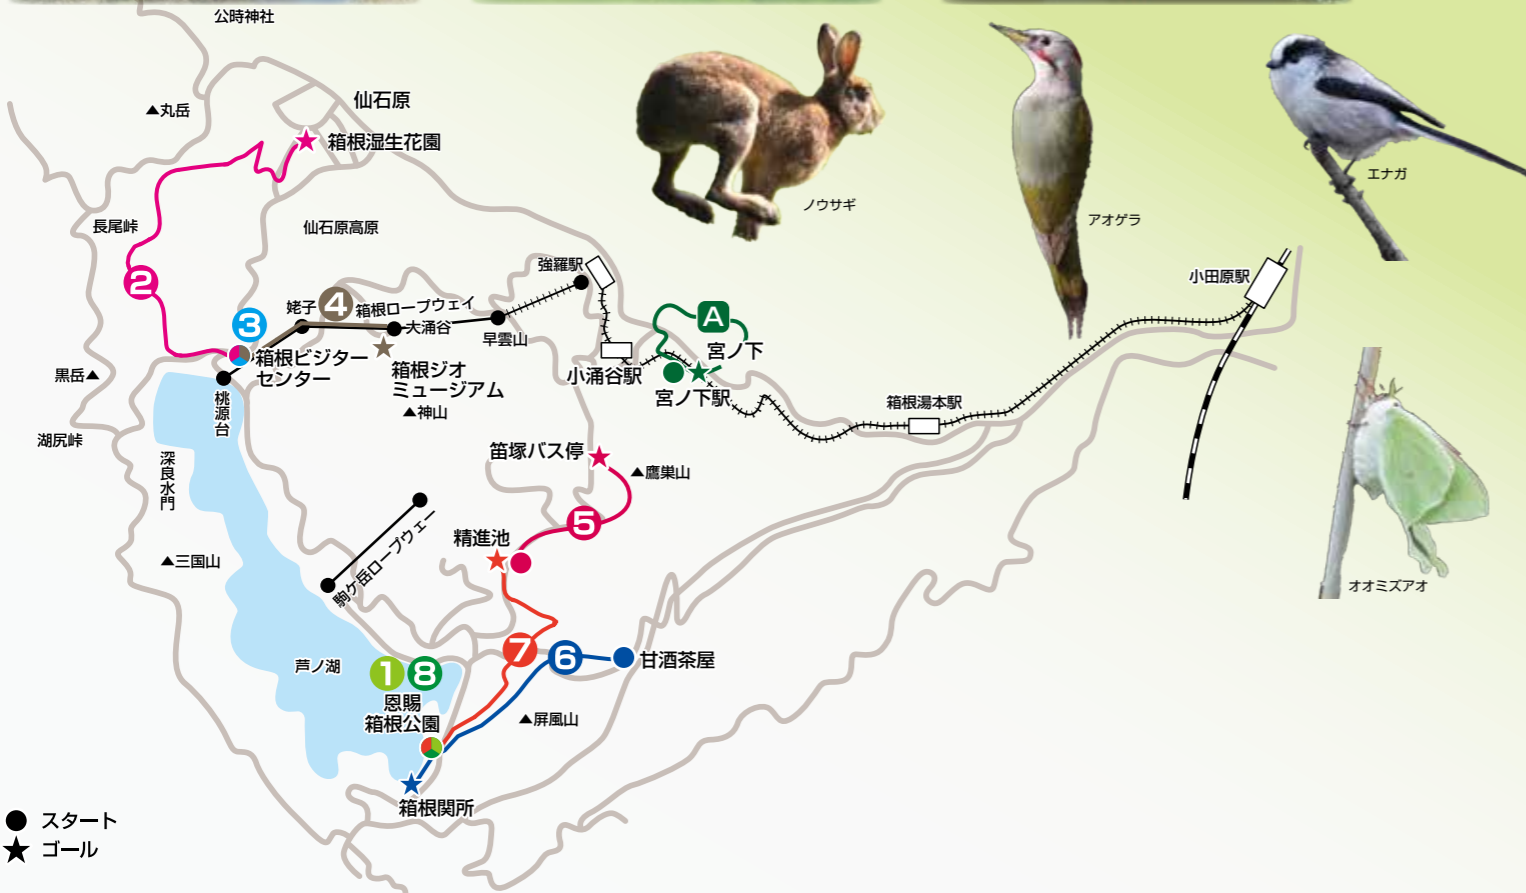 公時神社
▲丸岳
仙石原
箱根湿生花園
ノウサギ
アオゲラ
エナガ
長尾峠
仙石原高原
2
強羅駅
小田原駅
姥子
4
箱根ロープウェイ
3
大涌谷
早雲山
A
宮ノ下
箱根ビジター
センター
箱根ジオ
ミュージアム
小涌谷駅
宮ノ下駅
黒岳▲
桃源台
▲神山
箱根湯本駅
湖尻峠
深良水門
笛塚バス停
▲鷹巣山
5
精進池
▲三国山
駒ケ岳ロープウェー
オオミズアオ
芦ノ湖
1
8
7
6
甘酒茶屋
恩賜
箱根公園
▲屏風山
箱根関所
●スタート
★ゴール